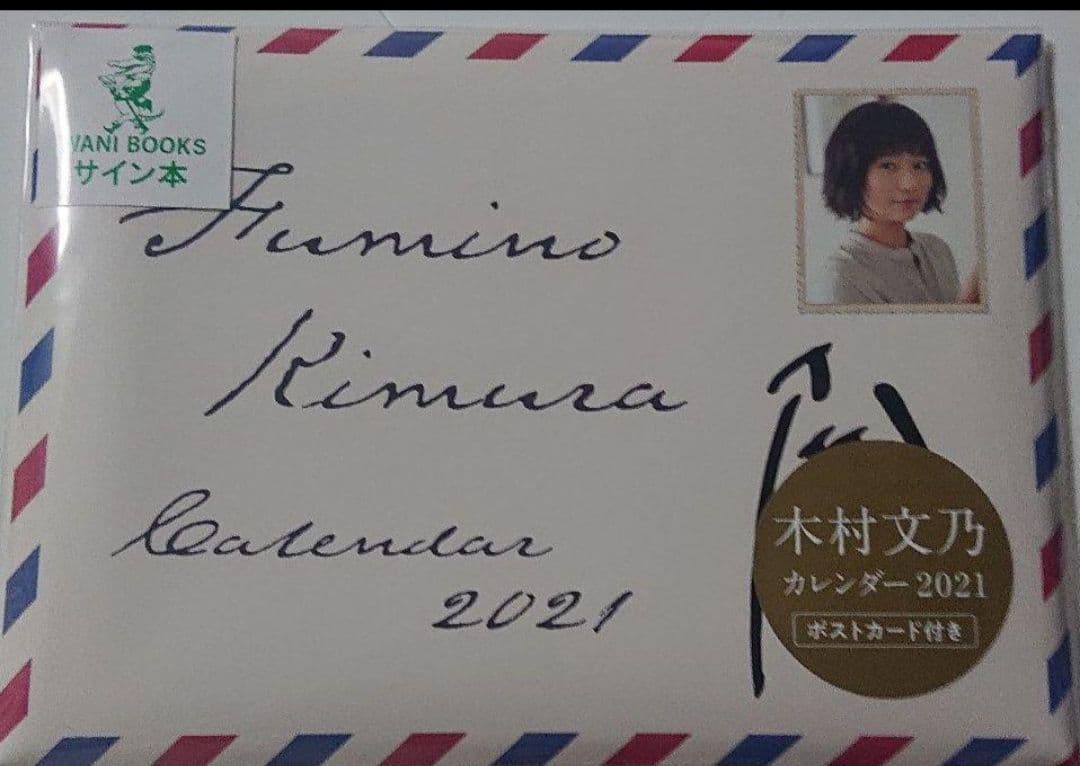 WANI BOOKS
サイン本
Fumino
Kimura
Calendar
2021
木村文乃
カレンダー2021
ポストカード付き